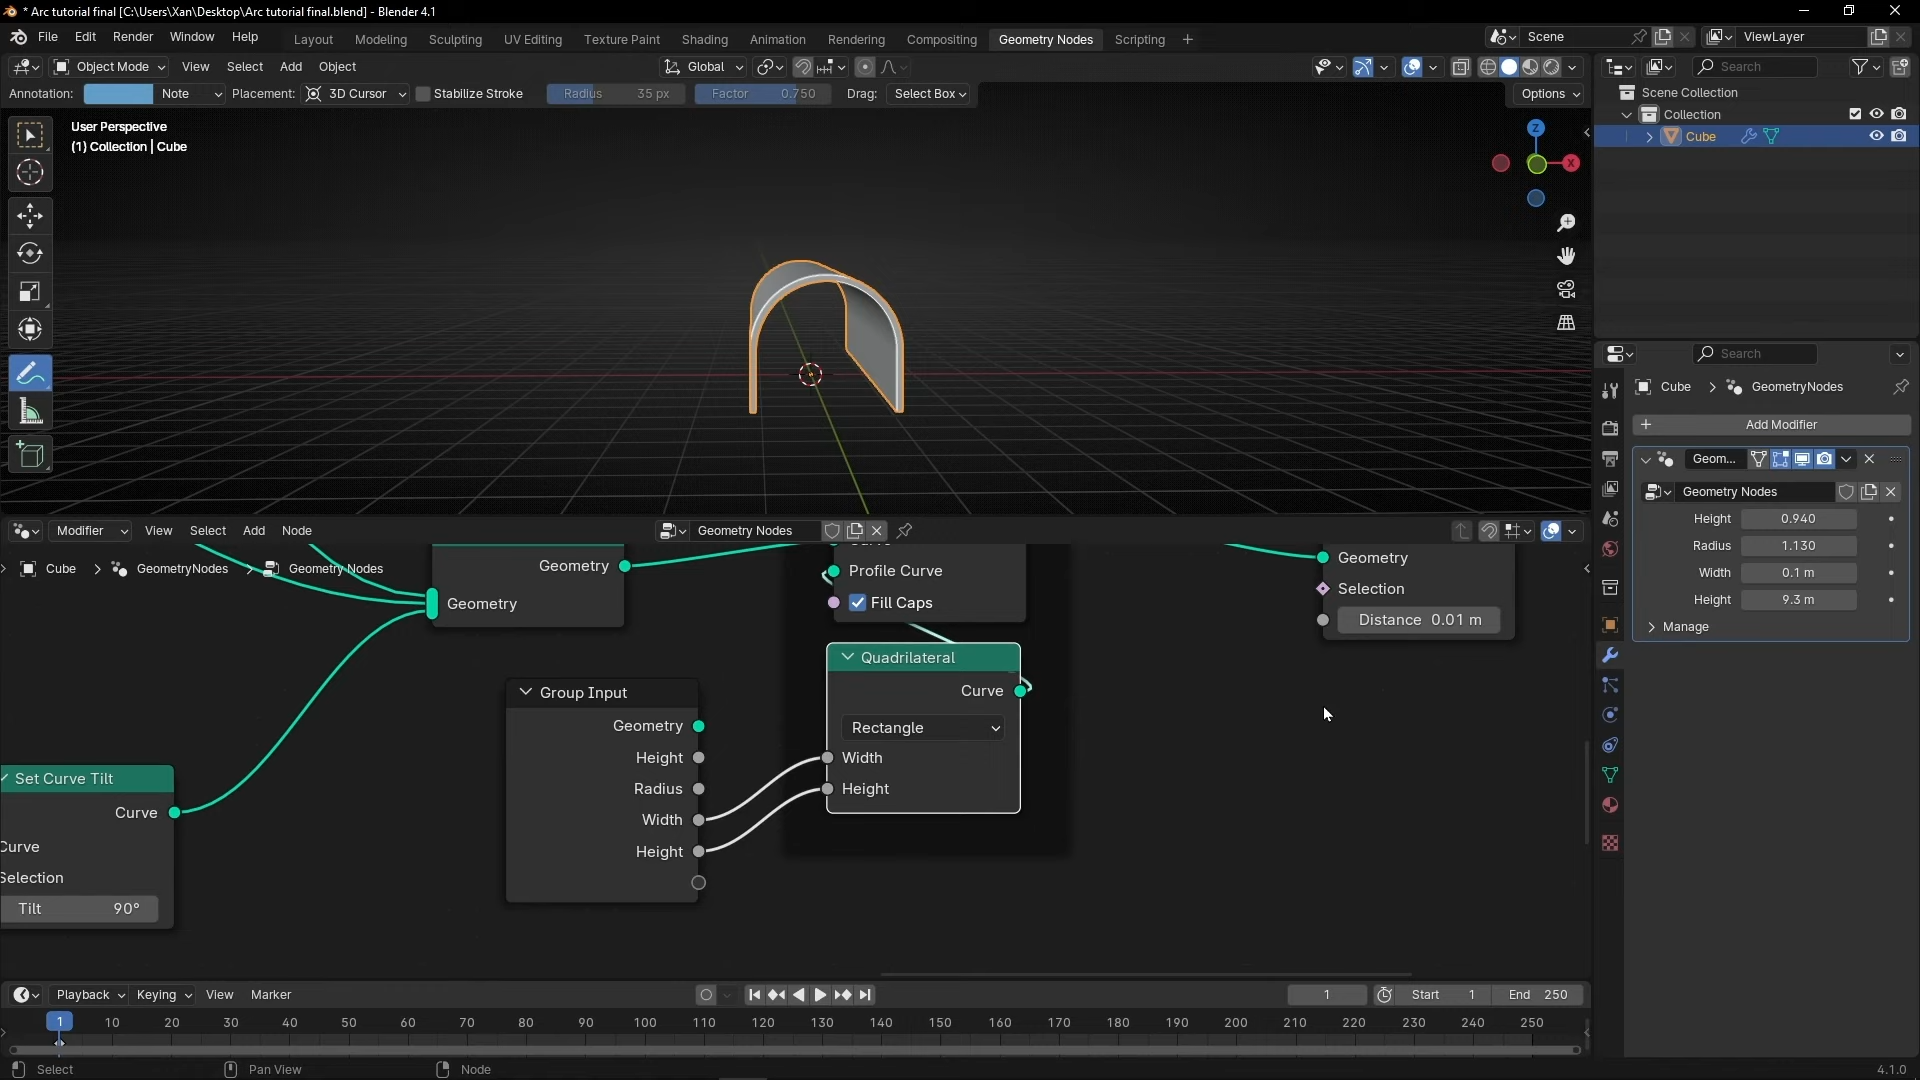 * Arc tutorial final [C:\Users\Xan\Desktop\Arc tutorial final.blend] - Blender 4.1
File Edit Render Window Help Layout Modeling Sculpting UV Editing Texture Paint Shading Animation Rendering Compositing Geometry Nodes Scripting + Scene ViewLayer
Object Mode View Select Add Object Global Search
Annotation: Note Placement: 3D Cursor Stabilize Stroke Radius 35 px Factor 0.750 Drag: Select Box Options
Scene Collection
Collection
Cube
User Perspective
(1) Collection | Cube
Z
X
Search
Cube > GeometryNodes
+ Add Modifier
Geom...
Geometry Nodes
Height 0.940
Radius 1.130
Width 0.1 m
Height 9.3 m
Manage
Modifier View Select Add Node Geometry Nodes
Cube > GeometryNodes > Geometry Nodes
Geometry
Geometry
Profile Curve
Fill Caps
Geometry
Selection
Distance 0.01 m
Quadrilateral
Curve
Rectangle
Width
Height
Group Input
Geometry
Height
Radius
Width
Height
Set Curve Tilt
Curve
Curve
Selection
Tilt 90°
Playback Keying View Marker 1 Start 1 End 250
1 10 20 30 40 50 60 70 80 90 100 110 120 130 140 150 160 170 180 190 200 210 220 230 240 250
Select Pan View Node 4.1.0